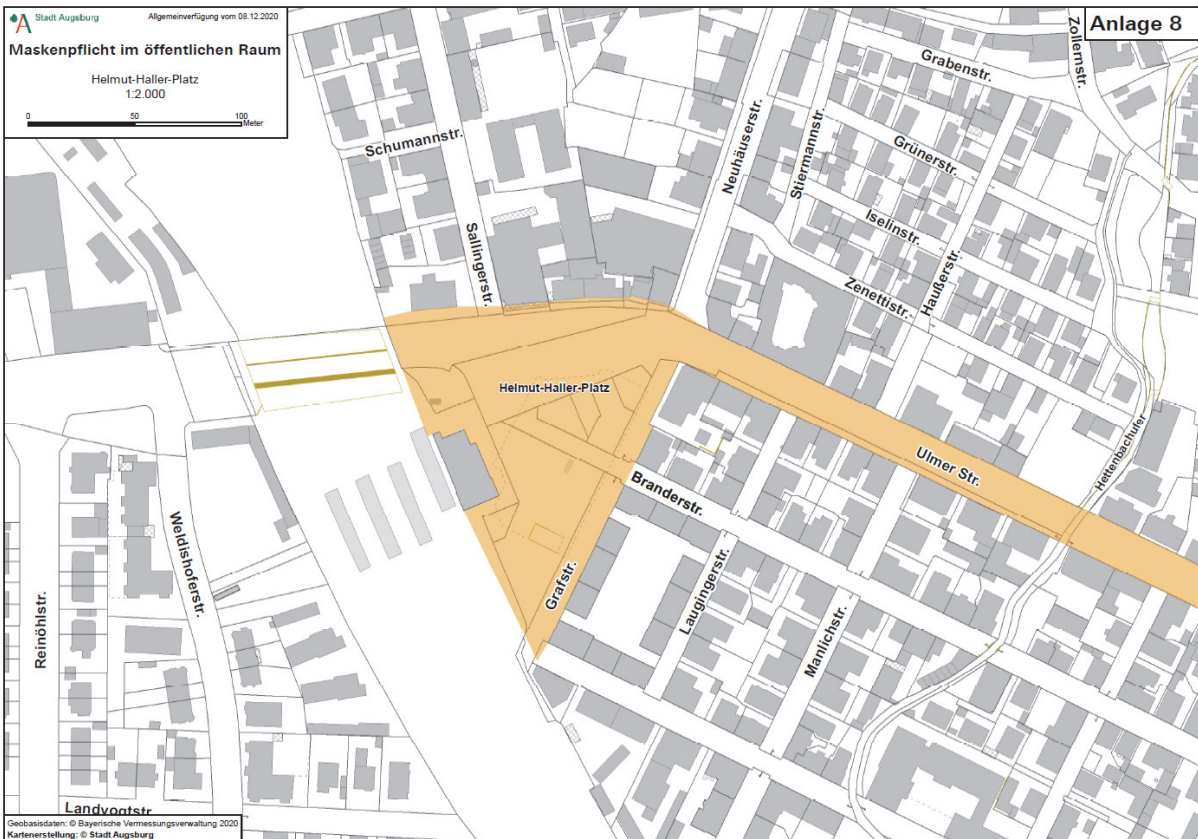 Stadt Augsburg
Allgemeinverfügung vom 08.12.2020
Maskenpflicht im öffentlichen Raum
Helmut-Haller-Platz
1:2.000
0 50 100
Meter
Anlage 8
Zollernstr.
Grabenstr.
Schumannstr.
Neuhäuserstr.
Stiermannstr.
Grünerstr.
Iselinstr.
Sallingerstr.
Zenettistr.
Haußerstr.
Helmut-Haller-Platz
Ulmer Str.
Hettenbachufer
Branderstr.
Weldishoferstr.
Grafstr.
Laugingerstr.
Manlichstr.
Reinöhlstr.
Landvogtstr.
Geobasisdaten: © Bayerische Vermessungsverwaltung 2020
Kartenerstellung: © Stadt Augsburg